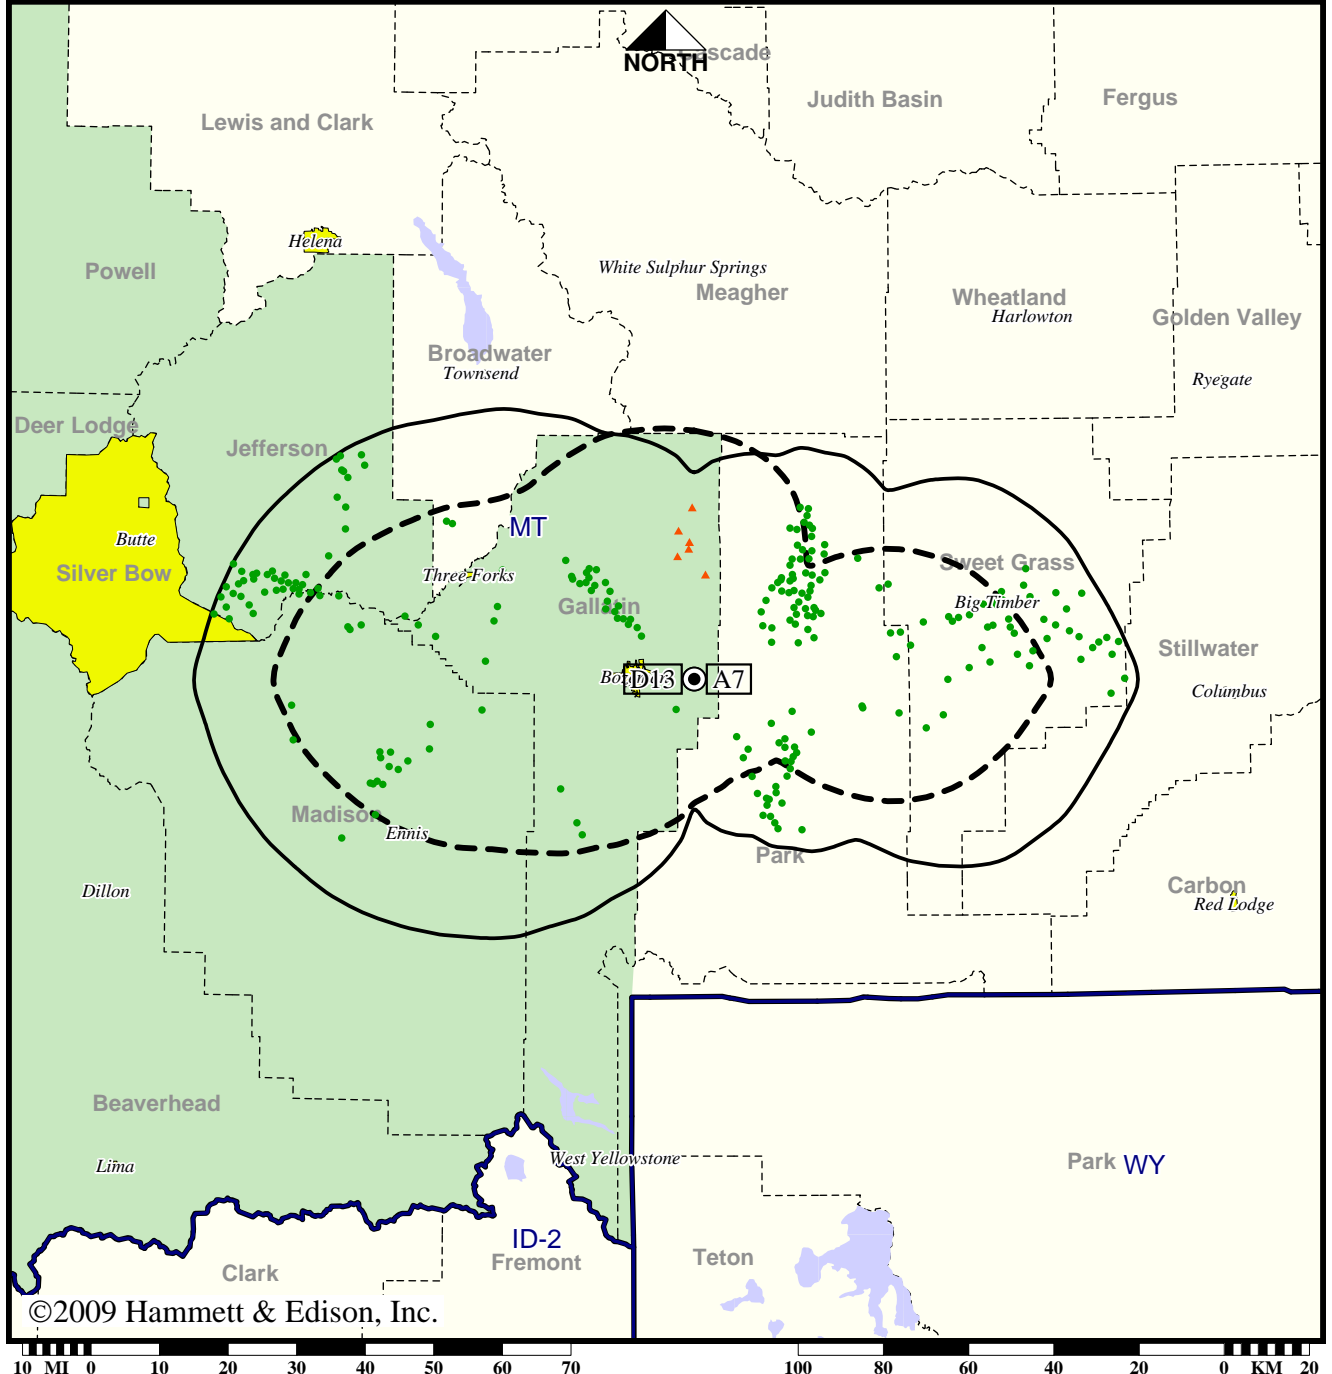 Cascade
NORTH
Judith Basin
Fergus
Lewis and Clark
Helena
Powell
White Sulphur Springs
Meagher
Wheatland
Harlowton
Golden Valley
Broadwater
Townsend
Ryegate
Deer Lodge
Jefferson
MT
Butte
Silver Bow
Three Forks
Sweet Grass
Big Timber
Gallatin
Stillwater
Bozeman
D13
A7
Columbus
Madison
Ennis
Park
Dillon
Carbon
Red Lodge
Beaverhead
Lima
West Yellowstone
Park WY
ID-2
Fremont
Teton
Clark
©2009 Hammett & Edison, Inc.
10 MI 0 10 20 30 40 50 60 70
100 80 60 40 20 0 KM 20